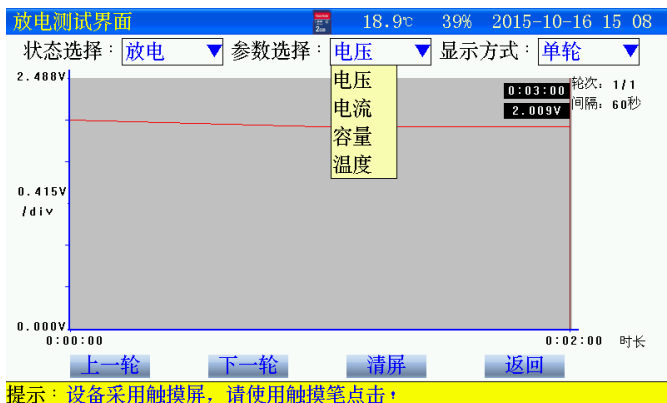 放电测试界面 18.9℃ 39% 2015-10-16 15 08
状态选择：放电 参数选择：电压 显示方式：单轮
电压
电流
容量
温度
2.488V
0:03:00
2.009V
轮次：1/1
间隔：60秒
0.415V
/div
0.000V
0:00:00 0:02:00 时长
上一轮 下一轮 清屏 返回
提示：设备采用触摸屏，请使用触摸笔点击！